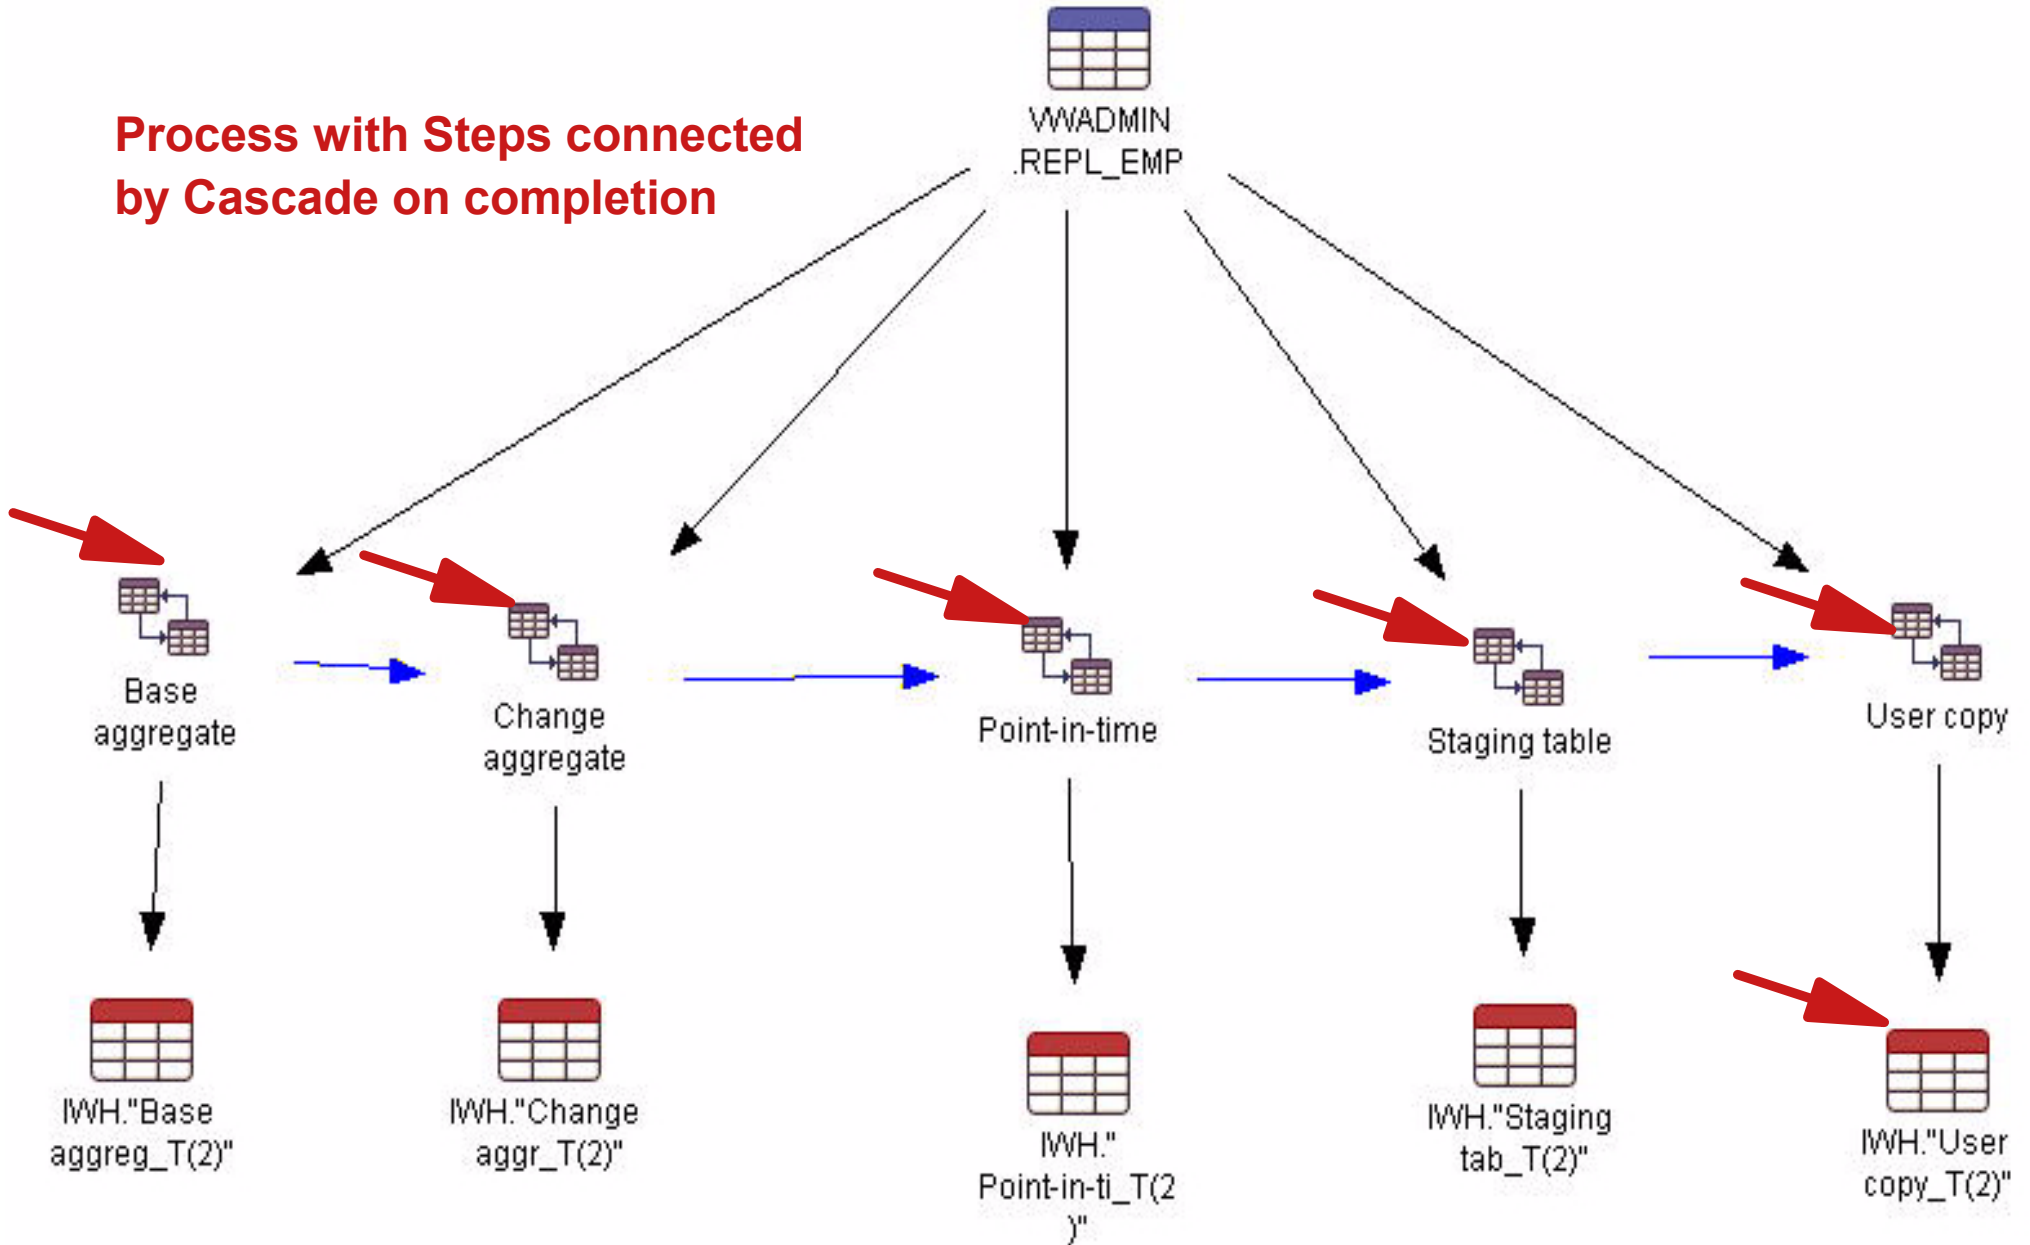 Process with Steps connected
by Cascade on completion
VWADMIN
.REPL_EMP
Base
aggregate
Change
aggregate
Point-in-time
Staging table
User copy
IWH."Base
aggreg_T(2)"
IWH."Change
aggr_T(2)"
IWH."
Point-in-ti_T(2
)"
IWH."Staging
tab_T(2)"
IWH."User
copy_T(2)"